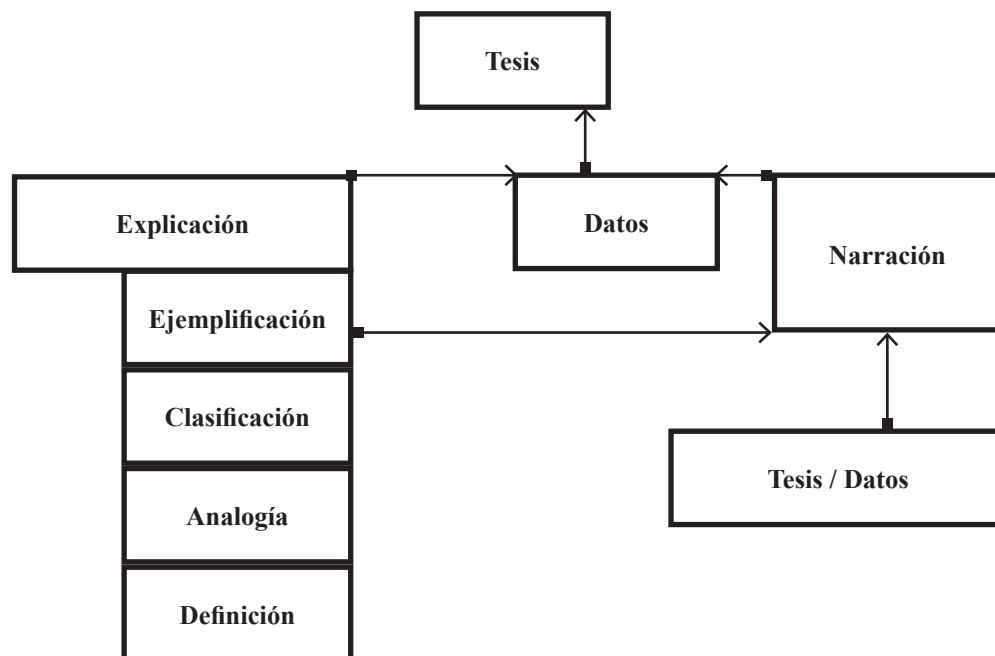 Tesis
Explicación
Datos
Narración
Ejemplificación
Clasificación
Tesis / Datos
Analogía
Definición